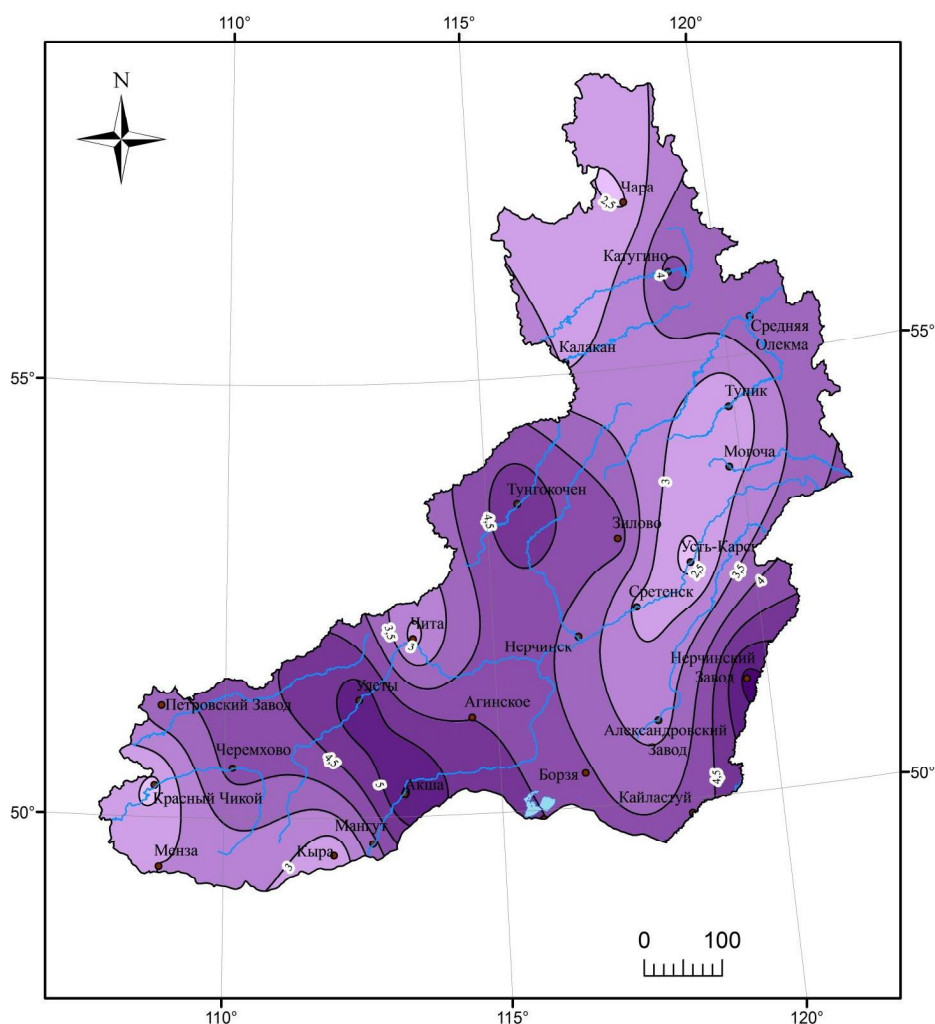 110° 115° 120°
N
Чара
2,5
Катугино
4
Средняя
Олекма
55°
Калакан
55°
Тупик
Могоча
3
Тунгокочен
4,5
Зилово
Усть-Карск
2,5
3,5
4
Сретенск
Чита
3,5
3
Нерчинск
Нерчинский
Завод
Улеты
Петровский Завод
Агинское
Александровский
Завод
Черемхово
4,5
Борзя
4,5
50°
5
Акша
Красный Чикой
Кайластуй
50°
Мангут
Менза
Кыра
3
0 100
110° 115° 120°